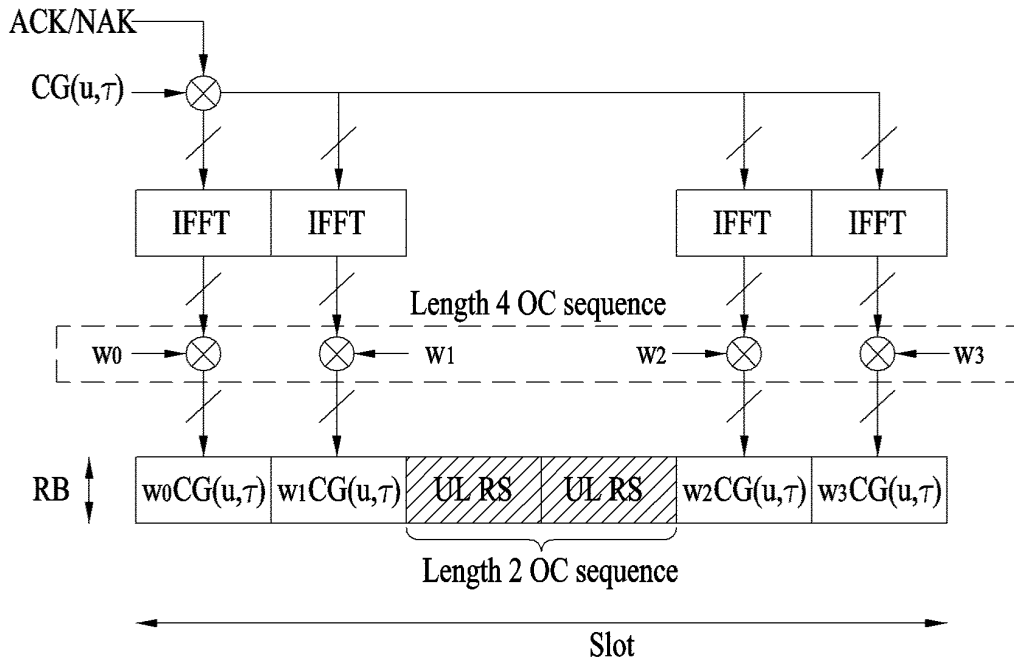 ACK/NAK
CG(u,τ)
IFFT IFFT IFFT IFFT
Length 4 OC sequence
w0 w1 w2 w3
RB
w0CG(u,τ) w1CG(u,τ) UL RS UL RS w2CG(u,τ) w3CG(u,τ)
Length 2 OC sequence
Slot